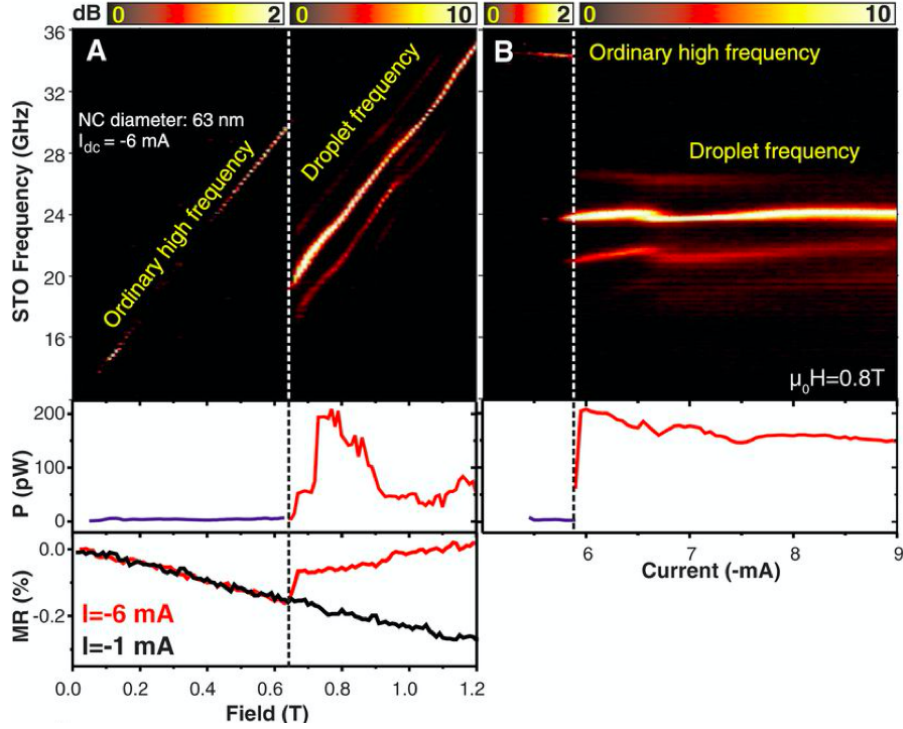 dB 0 2 0 10 0 2 0 10
A
B
STO Frequency (GHz)
36
32
28
24
20
16
NC diameter: 63 nm
I dc = -6 mA
Ordinary high frequency
Droplet frequency
Ordinary high frequency
Droplet frequency
μ0H=0.8T
P (pW)
200
100
0
6 7 8 9
Current (-mA)
MR (%)
0.0
-0.2
I=-6 mA
I=-1 mA
0.0 0.2 0.4 0.6 0.8 1.0 1.2
Field (T)